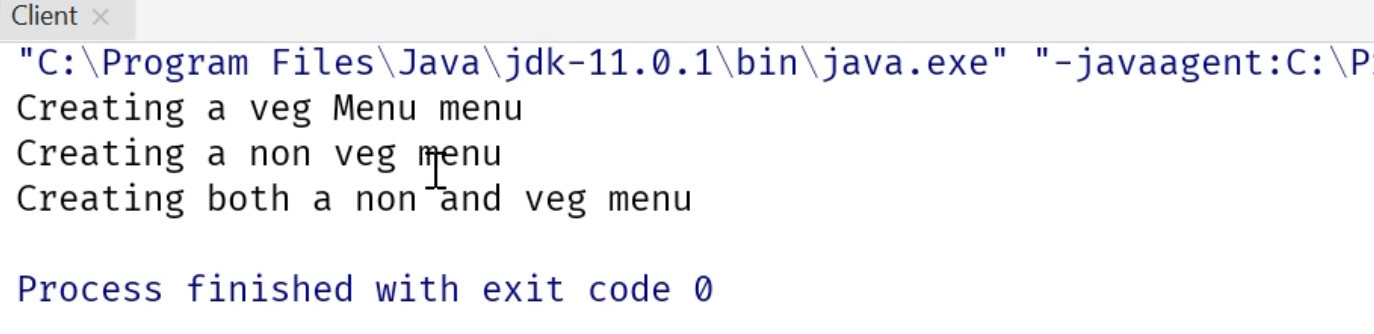 Client
"C:\Program Files\Java\jdk-11.0.1\bin\java.exe" "-javaagent:C:\P
Creating a veg Menu menu
Creating a non veg menu
Creating both a non and veg menu
Process finished with exit code 0